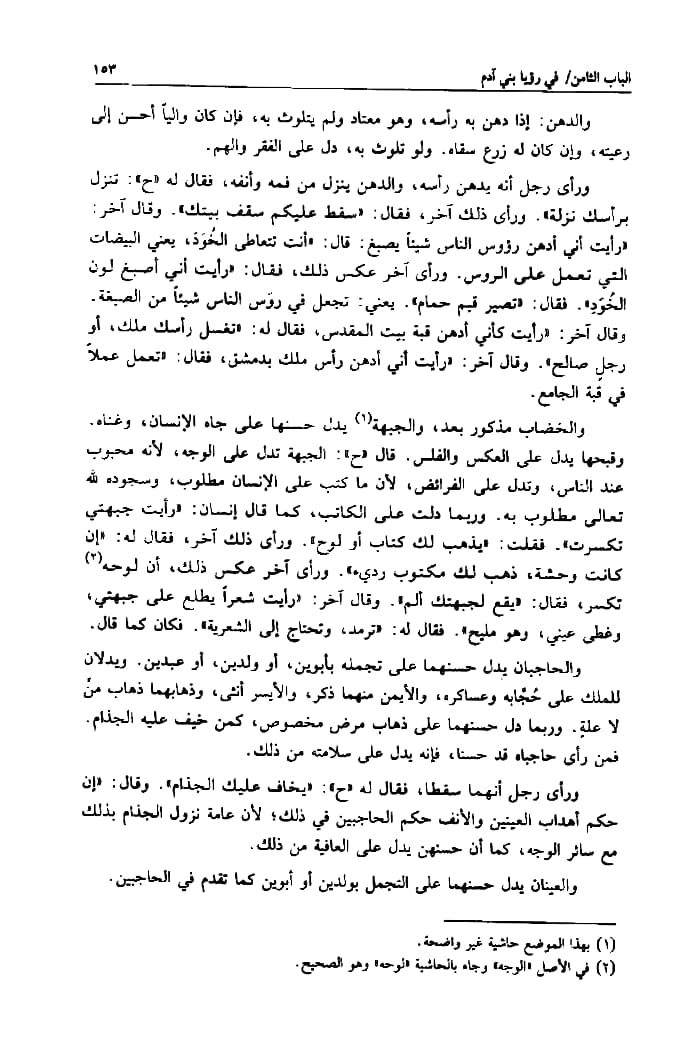 الباب الثامن/ في رؤيا بني آدم ١٥٣
والدهن: إذا دهن به رأسه، وهو معتاد ولم يتلوث به، فإن كان والياً أحسن إلى
رعيته، وإن كان له زرع سقاه. ولو تلوث به، دل على الفقر والهم.
ورأى رجل أنه يدهن رأسه، والدهن ينزل من فمه وأنفه، فقال له «ح»: تنزل
برأسك نزلة». ورأى ذلك آخر، فقال: «سقط عليكم سقف بيتك». وقال آخر:
«رأيت أني أدهن رؤوس الناس شيئاً يصبغ: قال: «أنت تتعاطى الخُوَذ، يعني البيضات
التي تعمل على الروس. ورأى آخر عكس ذلك، فقال: «رأيت أني أصبغ لون
الخُوَذِ». فقال: «تصير قيم حمام». يعني: تجعل في روَس الناس شيئاً من الصبغة.
وقال آخر: «رأيت كأني أدهن قبة بيت المقدس، فقال له: «تغسل رأسك ملك، أو
رجلٍ صالح». وقال آخر: «رأيت أني أدهن رأس ملك بدمشق، فقال: «تعمل عملاً
في قبة الجامع.
والخضاب مذكور بعد، والجبهة(١) يدل حسنها على جاه الإنسان، وغناه.
وقبحها يدل على العكس والفلس. قال «ح»: الجبهة تدل على الوجه، لأنه محبوب
عند الناس، وتدل على الفرائض، لأن ما كتب على الإنسان مطلوب، وسجوده لله
تعالى مطلوب به. وربما دلت على الكاتب، كما قال إنسان: «رأيت جبهتي
تكسرت». فقلت: «يذهب لك كتاب أو لوح». ورأى ذلك آخر، فقال له: «إن
كانت وحشة، ذهب لك مكتوب رديء». ورأى آخر عكس ذلك، أن لوحه(٢)
تكسر، فقال: «يقع لجبهتك ألم». وقال آخر: «رأيت شعراً يطلع على جبهتي،
وغطى عيني، وهو مليح». فقال له: «ترمد، وتحتاج إلى الشعرية». فكان كما قال.
والحاجبان يدل حسنهما على تجمله بأبوين، أو ولدين، أو عبدين. ويدلان
للملك على حُجَّابه وعساكره، والأيمن منهما ذكر، والأيسر أنثى، وذهابهما ذهاب منْ
لا علةِ. وربما دل حسنهما على ذهاب مرض مخصوص، كمن خيف عليه الجذام.
فمن رأى حاجباه قد حسنا، فإنه يدل على سلامته من ذلك.
ورأى رجل أنهما سقطا، فقال له «ح»: «يخاف عليك الجذام». وقال: «إن
حكم أهداب العينين والأنف حكم الحاجبين في ذلك؛ لأن عامة نزول الجذام بذلك
مع سائر الوجه، كما أن حسنهن يدل على العافية من ذلك.
والعينان يدل حسنهما على التجمل بولدين أو أبوين كما تقدم في الحاجبين.
(١) بهذا الموضع حاشية غير واضحة.
(٢) في الأصل «الوجه» وجاه بالحاشية «لوحه» وهو الصحيح.